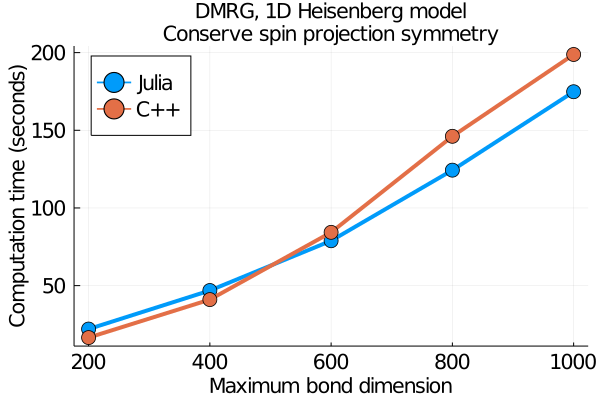 DMRG, 1D Heisenberg model
Conserve spin projection symmetry
Julia
C++
Computation time (seconds)
200
150
100
50
200 400 600 800 1000
Maximum bond dimension